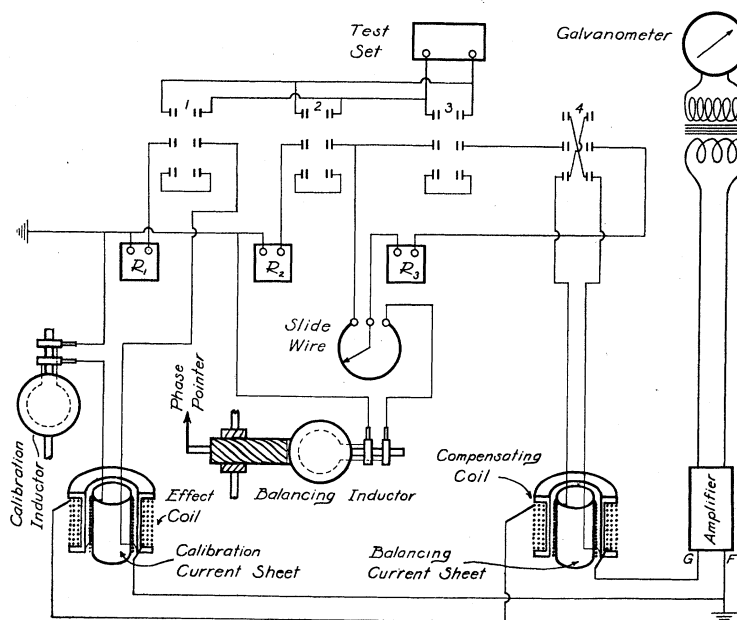 Test
Set
Galvanometer
1
2
3
4
R1
R2
R3
Slide
Wire
Phase
Pointer
Calibration
Inductor
Balancing Inductor
Compensating
Coil
Effect
Coil
Calibration
Current Sheet
Balancing
Current Sheet
Amplifier
G
F